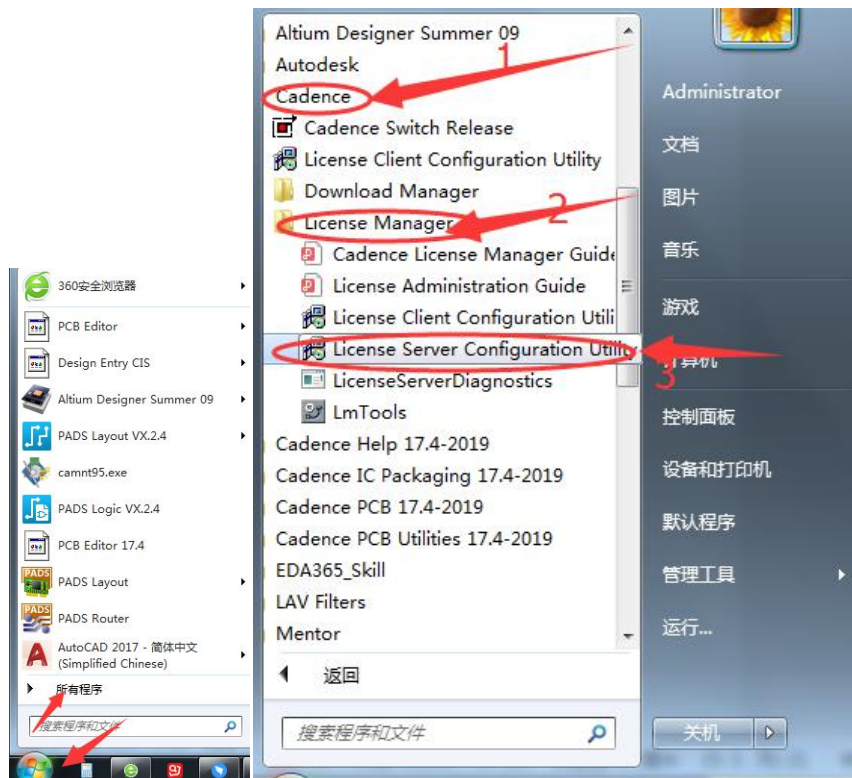 360安全浏览器
PCB Editor
Design Entry CIS
Altium Designer Summer 09
PADS Layout VX.2.4
camnt95.exe
PADS Logic VX.2.4
PCB Editor 17.4
PADS Layout
PADS Router
AutoCAD 2017 - 简体中文
(Simplified Chinese)
所有程序
搜索程序和文件
Altium Designer Summer 09
1
Autodesk
Cadence
Cadence Switch Release
License Client Configuration Utility
Download Manager
2
License Manager
Cadence License Manager Guide
License Administration Guide
License Client Configuration Utili
License Server Configuration Utility
3
LicenseServerDiagnostics
LmTools
Cadence Help 17.4-2019
Cadence IC Packaging 17.4-2019
Cadence PCB 17.4-2019
Cadence PCB Utilities 17.4-2019
EDA365_Skill
LAV Filters
Mentor
返回
搜索程序和文件
Administrator
文档
图片
音乐
游戏
计算机
控制面板
设备和打印机
默认程序
管理工具
运行...
关机